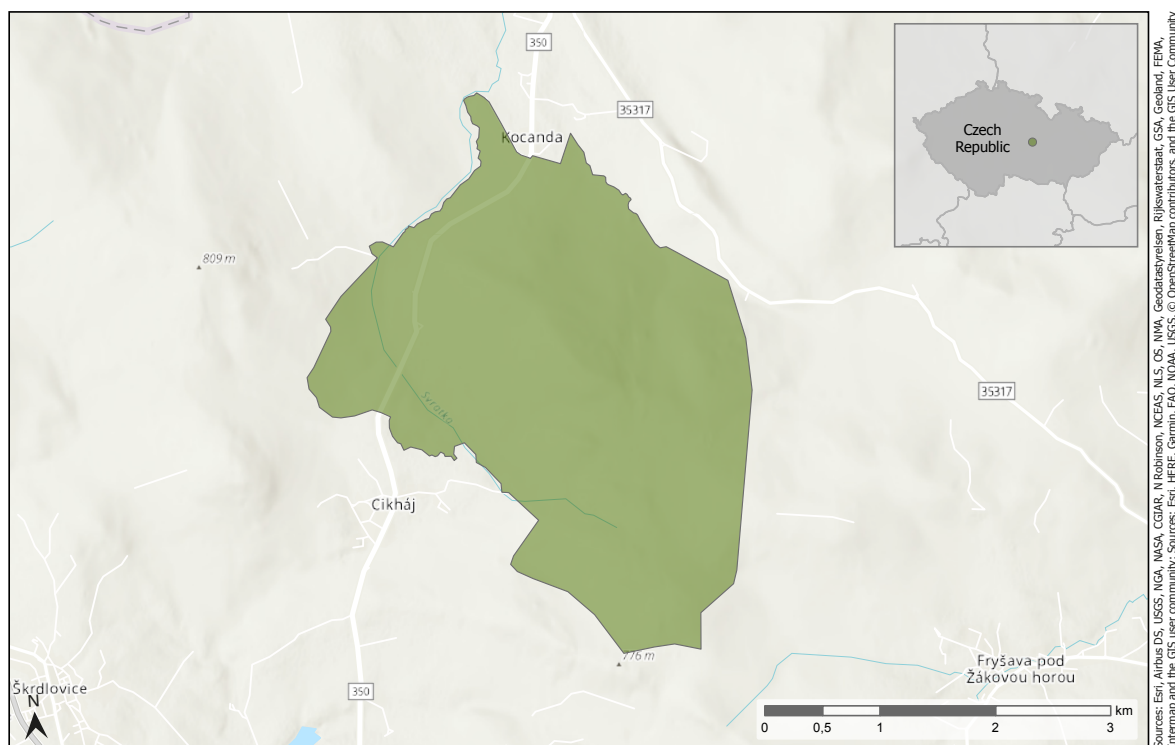 350
35317
Kocanda
Czech
Republic
809 m
35317
Svratka
Cikháj
776 m
Fryšava pod
Žákovou horou
Škrdlovice
N
350
km
0
0,5
1
2
3
Sources: Esri, Airbus DS, USGS, NGA, NASA, CGIAR, N Robinson, NCEAS, NLS, OS, NMA, Geodatastyrelsen, Rijkswaterstaat, GSA, Geoland, FEMA,
Intermap and the GIS user community; Sources: Esri, HERE, Garmin, FAO, NOAA, USGS, © OpenStreetMap contributors, and the GIS User Community